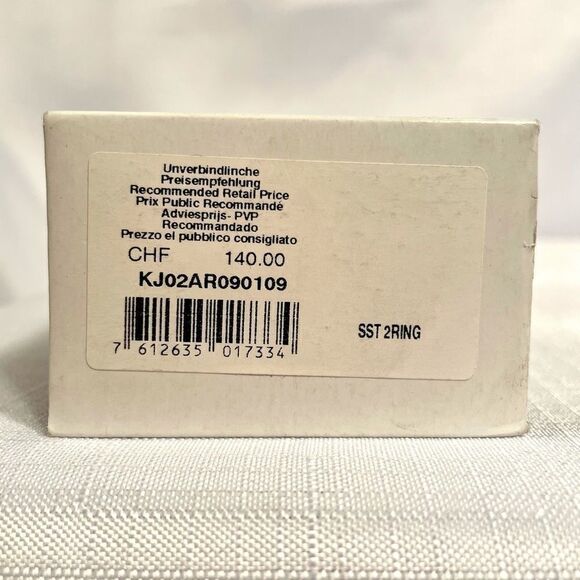 Unverbindlinche
Preisempfehlung
Recommended Retail Price
Prix Public Recommandé
Adviesprijs- PVP
Recommandado
Prezzo el pubblico consigliato
CHF 140.00
KJ02AR090109
7 612635 017334
SST 2RING